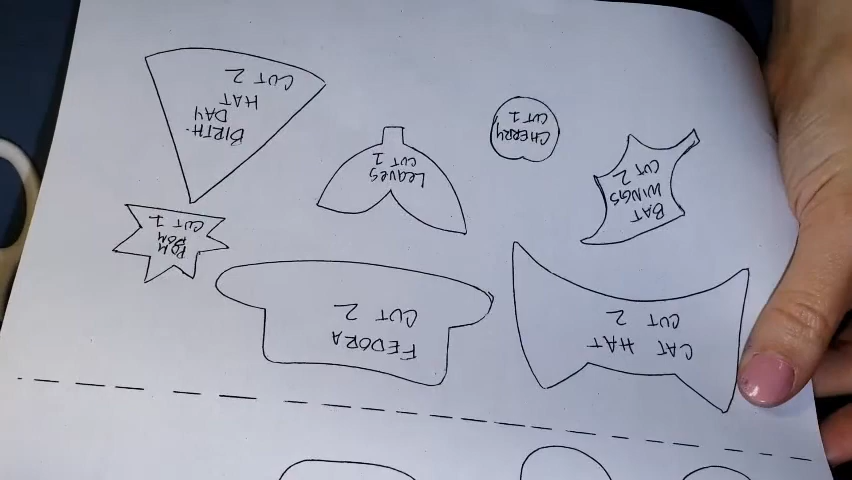 CAT HAT
CUT 2
FEDORA
CUT 2
POM
POM
CUT 1
BAT
WINGS
CUT 2
CHERRY
CUT 1
Leaves
CUT 1
BIRTH-
DAY
HAT
CUT 2